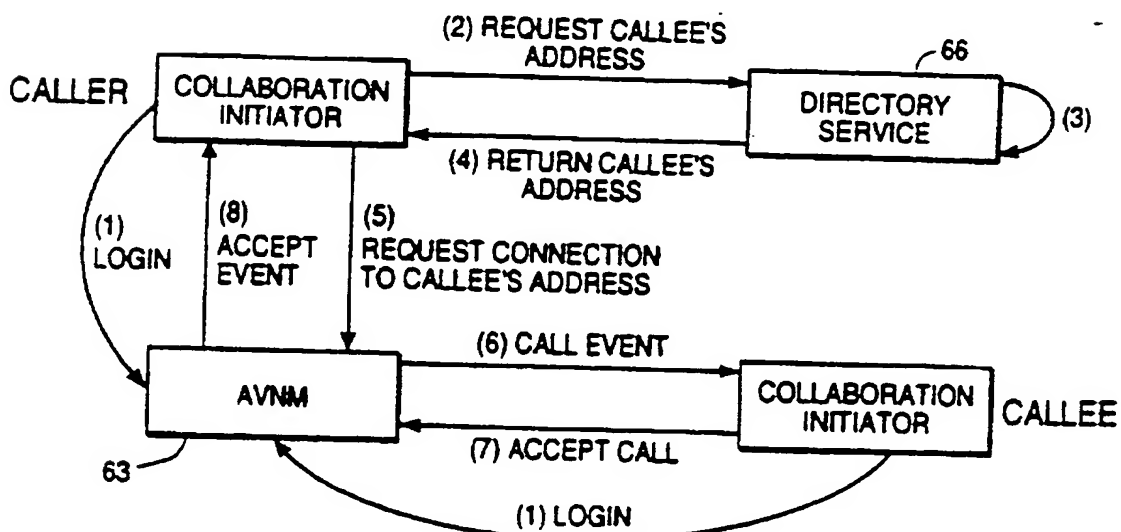 (2) REQUEST CALLEE'S
ADDRESS
66
CALLER
COLLABORATION
INITIATOR
DIRECTORY
SERVICE
(3)
(4) RETURN CALLEE'S
ADDRESS
(1)
LOGIN
(8)
ACCEPT
EVENT
(5)
REQUEST CONNECTION
TO CALLEE'S ADDRESS
(6) CALL EVENT
AVNM
COLLABORATION
INITIATOR
CALLEE
(7) ACCEPT CALL
63
(1) LOGIN